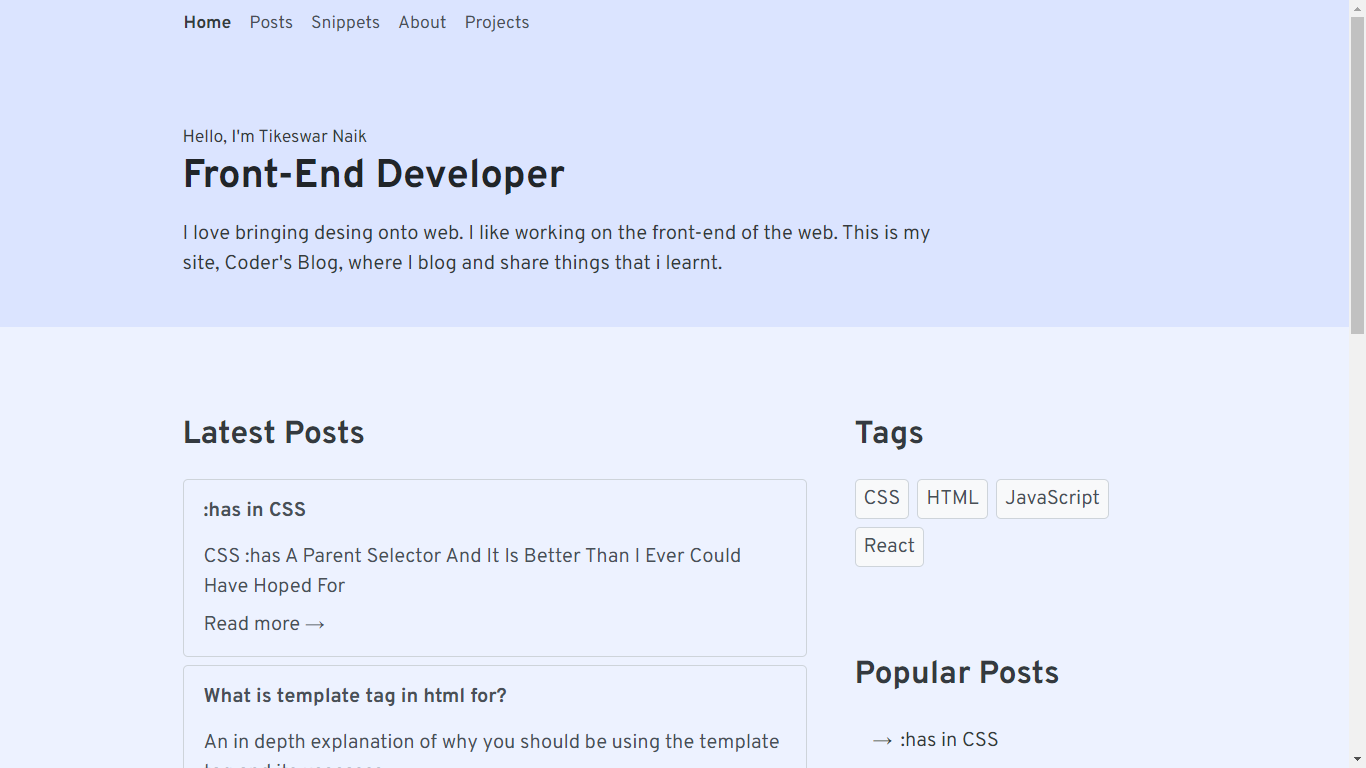 Home Posts Snippets About Projects
Hello, I'm Tikeswar Naik
Front-End Developer
I love bringing desing onto web. I like working on the front-end of the web. This is my
site, Coder's Blog, where I blog and share things that i learnt.
Latest Posts
:has in CSS
CSS :has A Parent Selector And It Is Better Than I Ever Could
Have Hoped For
Read more →
What is template tag in html for?
An in depth explanation of why you should be using the template
Tags
CSS HTML JavaScript
React
Popular Posts
→ :has in CSS